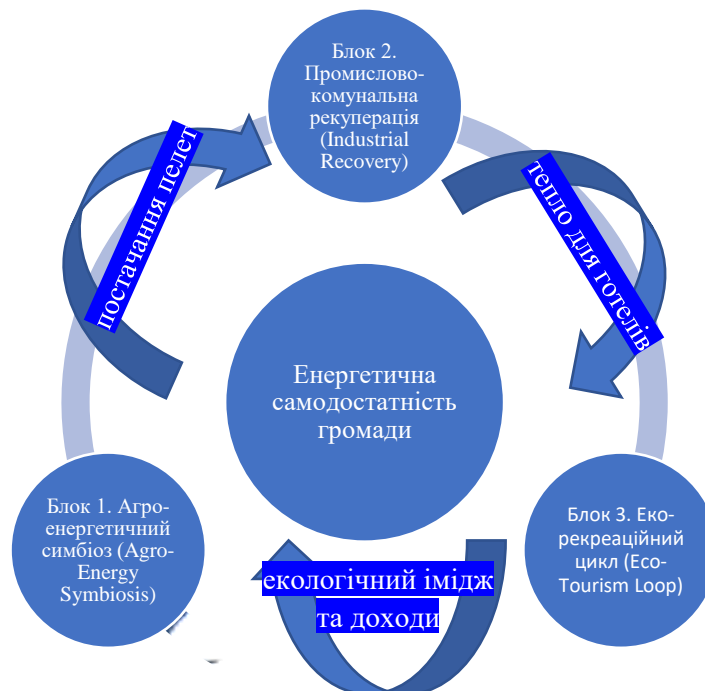 Блок 2.
Промислово-
комунальна
рекуперація
(Industrial
Recovery)
постачання пелет
тепло для готелів
Енергетична
самодостатність
громади
Блок 1. Агро-
енергетичний
симбіоз (Agro-
Energy
Symbiosis)
Блок 3. Еко-
рекреаційний
цикл (Eco-
Tourism Loop)
екологічний імідж
та доходи